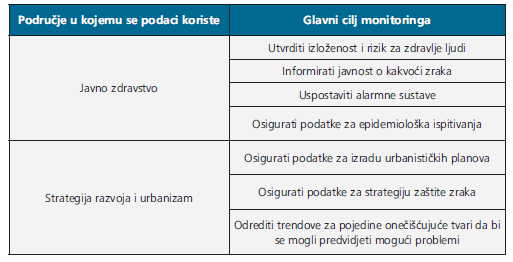 Područje u kojemu se podaci koriste
Glavni cilj monitoringa
Javno zdravstvo
Utvrditi izloženost i rizik za zdravlje ljudi
Informirati javnost o kakvoći zraka
Uspostaviti alarmne sustave
Osigurati podatke za epidemiološka ispitivanja
Strategija razvoja i urbanizam
Osigurati podatke za izradu urbanističkih planova
Osigurati podatke za strategiju zaštite zraka
Odrediti trendove za pojedine onečišćujuće tvari da bi
se mogli predvidjeti mogući problemi